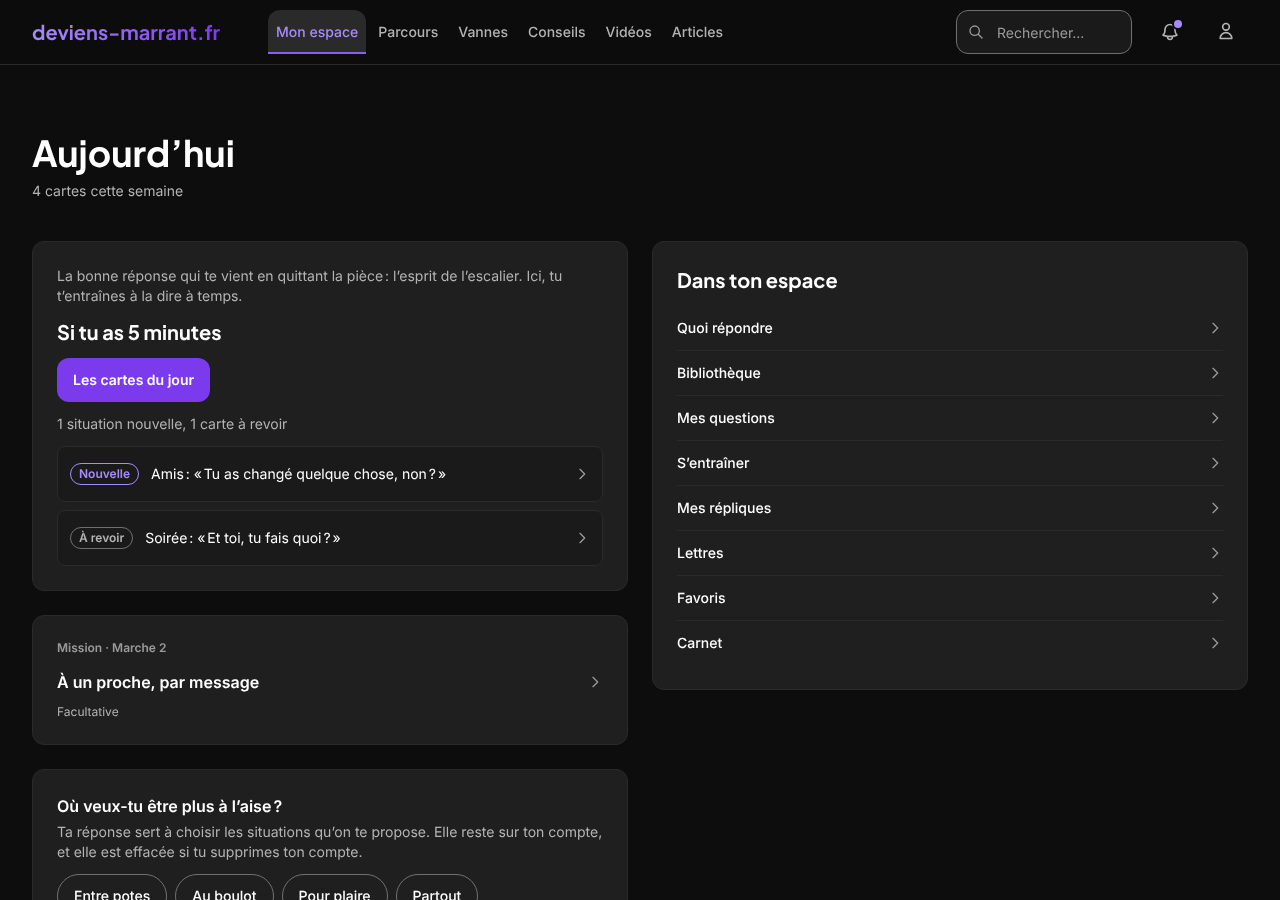 deviens-marrant.fr
Mon espace
Parcours
Vannes
Conseils
Vidéos
Articles
Rechercher...
Aujourd’hui
4 cartes cette semaine
La bonne réponse qui te vient en quittant la pièce : l’esprit de l’escalier. Ici, tu
t’entraînes à la dire à temps.
Si tu as 5 minutes
Les cartes du jour
1 situation nouvelle, 1 carte à revoir
Nouvelle
Amis : « Tu as changé quelque chose, non ? »
À revoir
Soirée : « Et toi, tu fais quoi ? »
Mission · Marche 2
À un proche, par message
Facultative
Où veux-tu être plus à l’aise ?
Ta réponse sert à choisir les situations qu’on te propose. Elle reste sur ton compte,
et elle est effacée si tu supprimes ton compte.
Entre potes
Au boulot
Pour plaire
Partout
Dans ton espace
Quoi répondre
Bibliothèque
Mes questions
S’entraîner
Mes répliques
Lettres
Favoris
Carnet